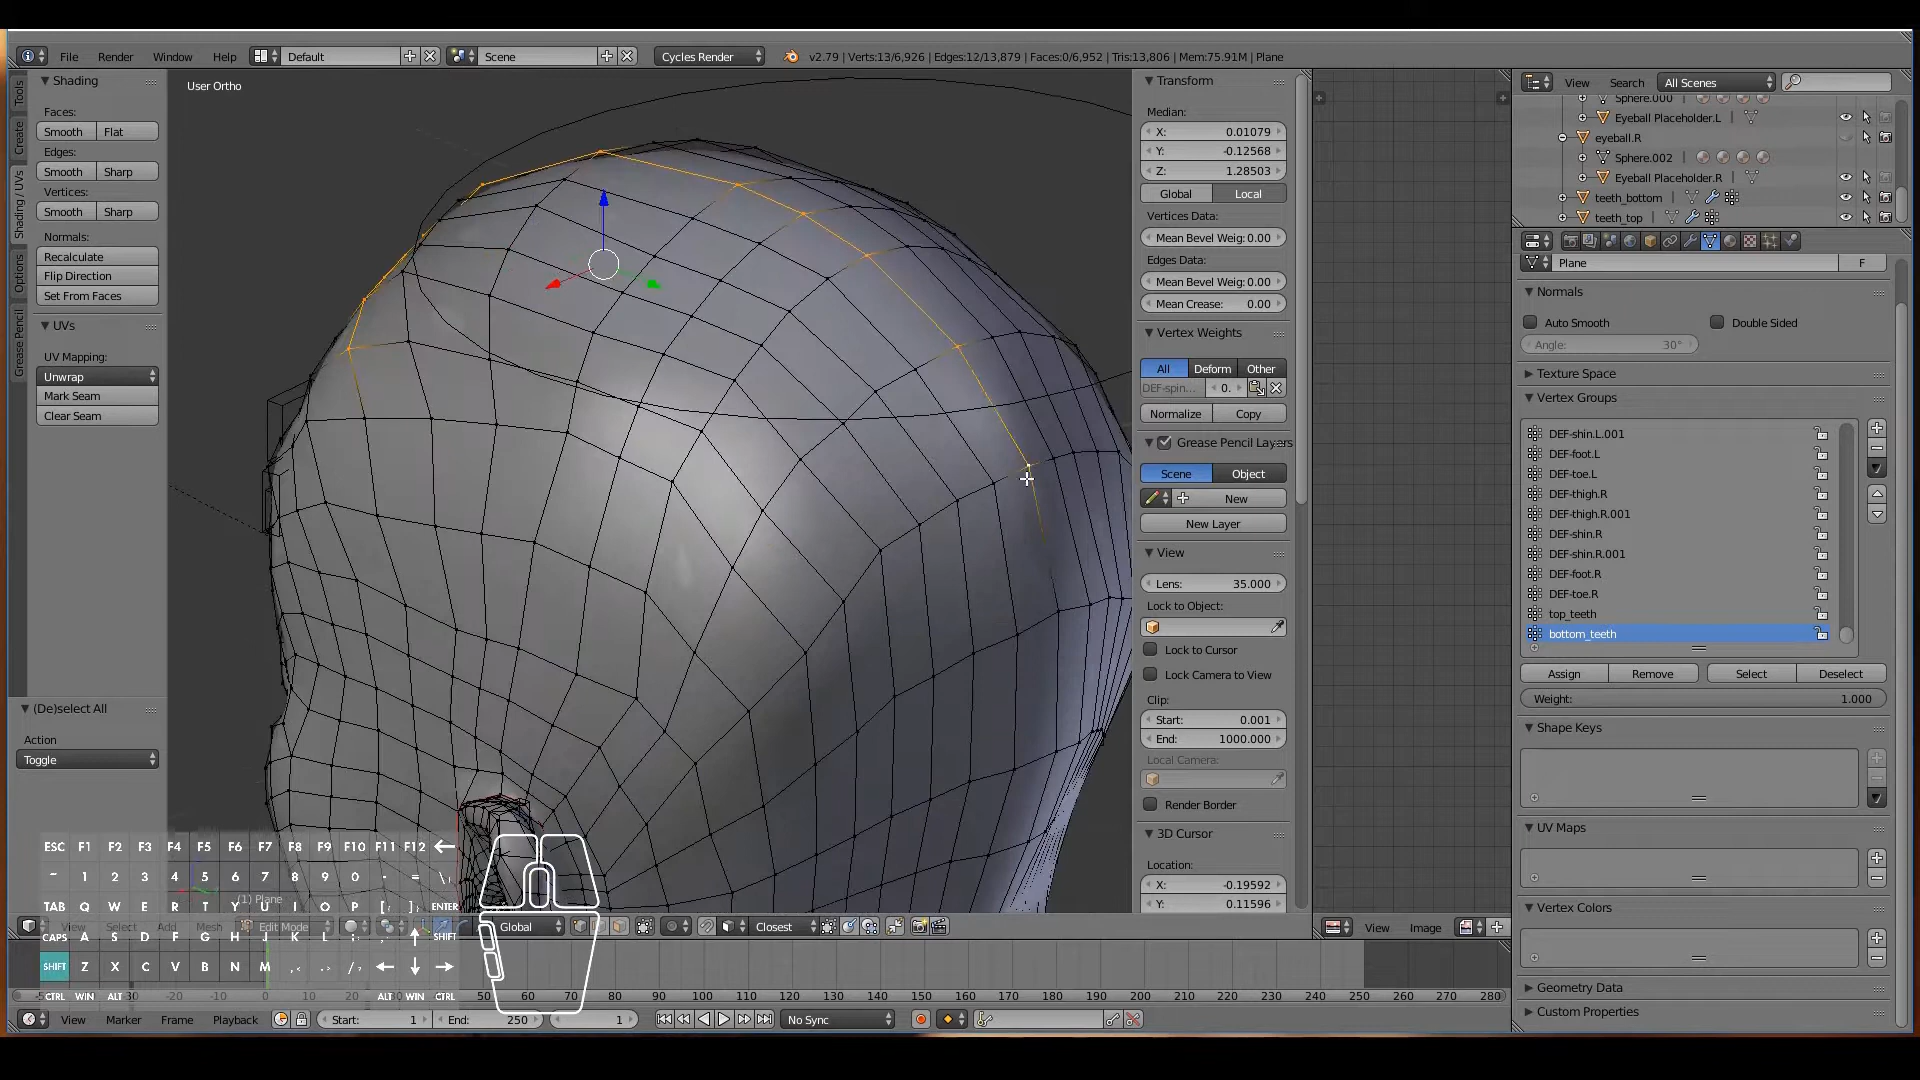 File Render Window Help Default Scene Cycles Render v2.79 | Verts:13/6,926 | Edges:12/13,879 | Faces:0/6,952 | Tris:13,806 | Mem:75.91M | Plane
Tools
Create
Shading / UVs
Options
Grease Pencil
Shading
Faces:
Smooth Flat
Edges:
Smooth Sharp
Vertices:
Smooth Sharp
Normals:
Recalculate
Flip Direction
Set From Faces
UVs
UV Mapping:
Unwrap
Mark Seam
Clear Seam
(De)select All
Action
Toggle
User Ortho
(1) Plane
Transform
Median:
X: 0.01079
Y: -0.12568
Z: 1.28503
Global Local
Vertices Data:
Mean Bevel Weig: 0.00
Edges Data:
Mean Bevel Weig: 0.00
Mean Crease: 0.00
Vertex Weights
All Deform Other
DEF-spin... 0.
Normalize Copy
Grease Pencil Layers
Scene Object
New
New Layer
View
Lens: 35.000
Lock to Object:
Lock to Cursor
Lock Camera to View
Clip:
Start: 0.001
End: 1000.000
Local Camera:
Render Border
3D Cursor
Location:
X: -0.19592
Y: 0.11596
View Search All Scenes
Sphere.000
Eyeball Placeholder.L
eyeball.R
Sphere.002
Eyeball Placeholder.R
teeth_bottom
teeth_top
Plane F
Normals
Auto Smooth Double Sided
Angle: 30°
Texture Space
Vertex Groups
DEF-shin.L.001
DEF-foot.L
DEF-toe.L
DEF-thigh.R
DEF-thigh.R.001
DEF-shin.R
DEF-shin.R.001
DEF-foot.R
DEF-toe.R
top_teeth
bottom_teeth
Assign Remove Select Deselect
Weight: 1.000
Shape Keys
UV Maps
Vertex Colors
Geometry Data
Custom Properties
ESC F1 F2 F3 F4 F5 F6 F7 F8 F9 F10 F11 F12
~ 1 2 3 4 5 6 7 8 9 0 - = \
TAB Q W E R T Y U I O P [ ] ENTER
CAPS A S D F G H J K L ; ' SHIFT
SHIFT Z X C V B N M , . /
CTRL WIN ALT ALT WIN CTRL
View Select Add Mesh Edit Mode Global Closest View Image
-30 -20 -10 0 10 20 30 50 60 70 80 90 100 110 120 130 140 150 160 170 180 190 200 210 220 230 240 250 260 270 280
View Marker Frame Playback Start: 1 End: 250 1 No Sync